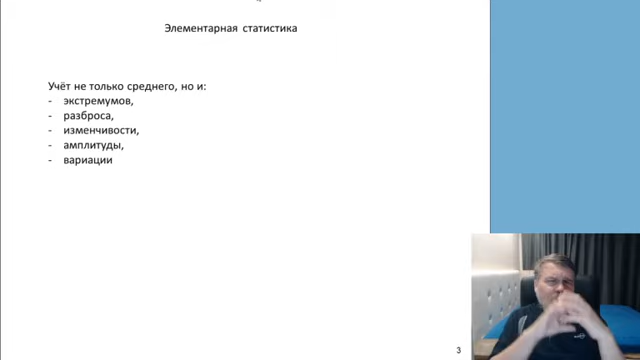 Элементарная статистика
Учёт не только среднего, но и:
- экстремумов,
- разброса,
- изменчивости,
- амплитуды,
- вариации
3